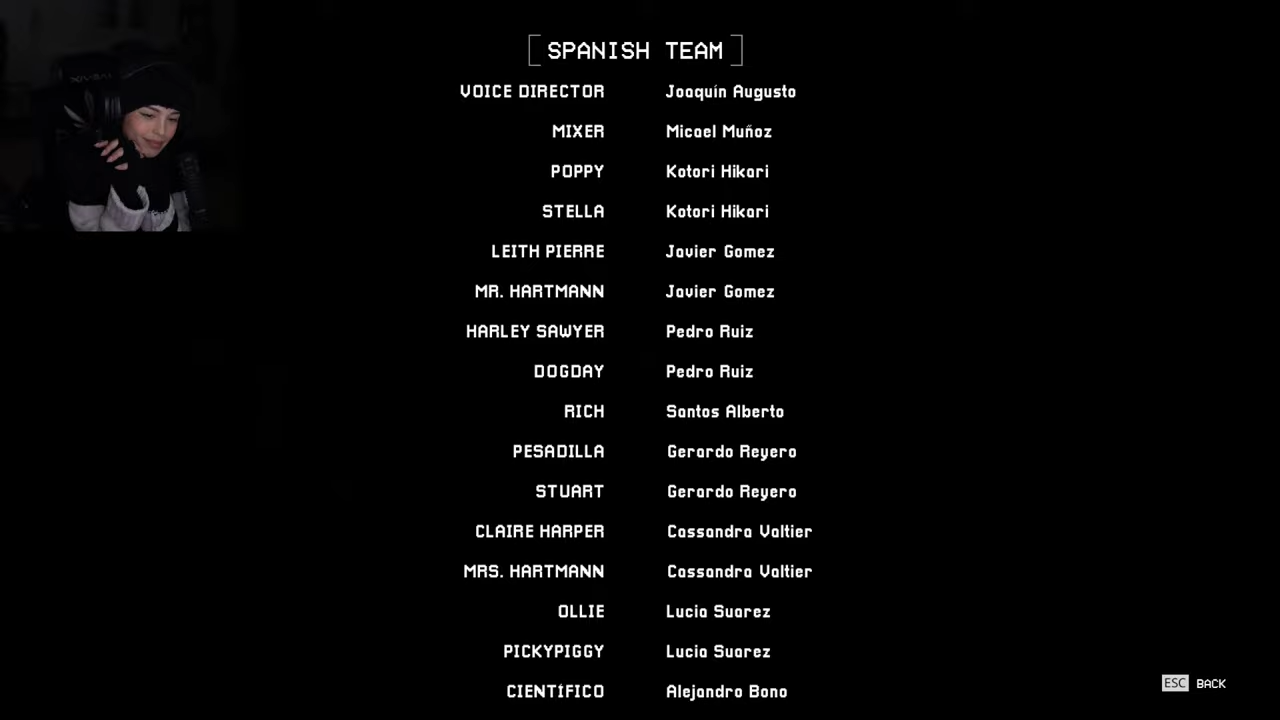 SPANISH TEAM
VOICE DIRECTOR Joaquín Augusto
MIXER Micael Muñoz
POPPY Kotori Hikari
STELLA Kotori Hikari
LEITH PIERRE Javier Gomez
MR. HARTMANN Javier Gomez
HARLEY SAWYER Pedro Ruiz
DOGDAY Pedro Ruiz
RICH Santos Alberto
PESADILLA Gerardo Reyero
STUART Gerardo Reyero
CLAIRE HARPER Cassandra Valtier
MRS. HARTMANN Cassandra Valtier
OLLIE Lucia Suarez
PICKYPIGGY Lucia Suarez
CIENTÍFICO Alejandro Bono
ESC BACK